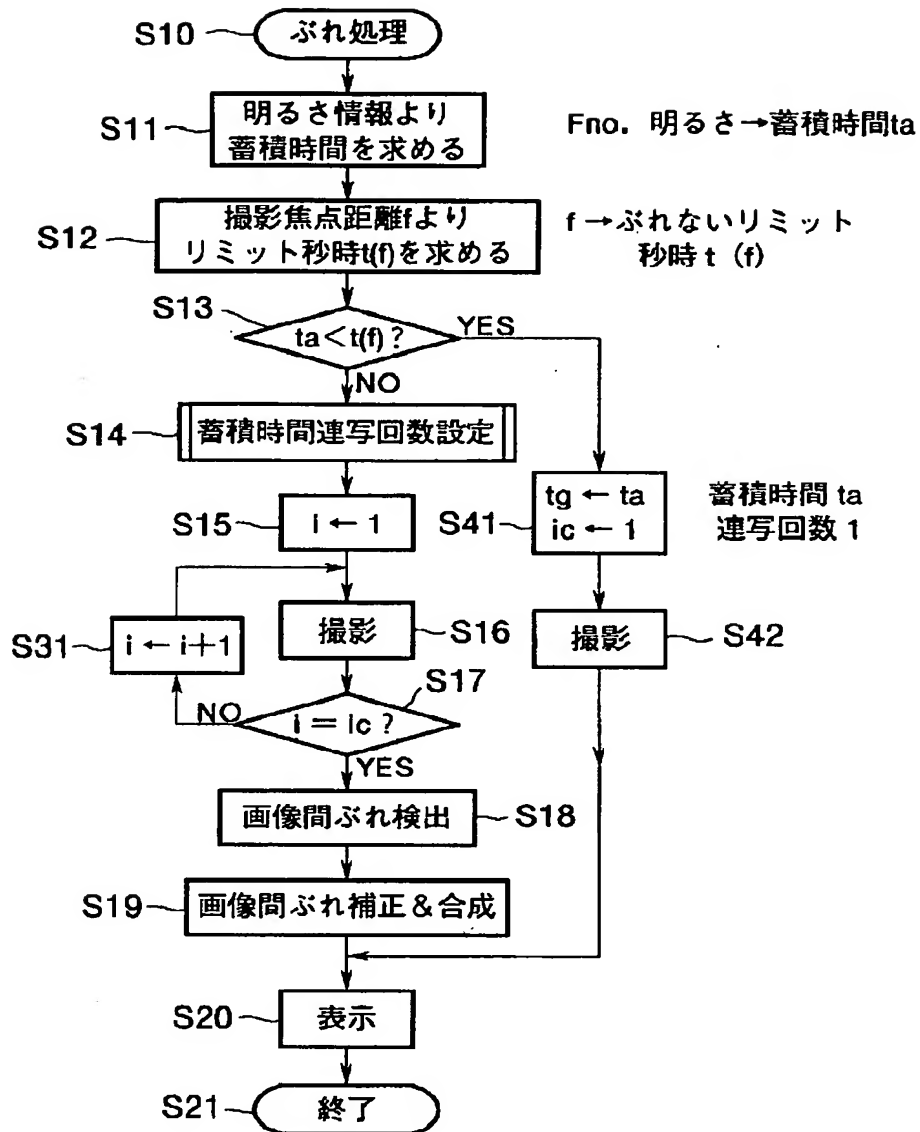 S10
ぶれ処理
S11
明るさ情報より
蓄積時間を求める
Fno. 明るさ→蓄積時間ta
S12
撮影焦点距離fより
リミット秒時t(f)を求める
f→ぶれないリミット
秒時 t (f)
S13
ta<t(f)?
YES
NO
S14
蓄積時間連写回数設定
S15
i ← 1
S41
tg ← ta
ic ← 1
蓄積時間 ta
連写回数 1
S31
i ← i+1
撮影
S16
撮影
S42
S17
i = Ic ?
NO
YES
画像間ぶれ検出
S18
S19
画像間ぶれ補正&合成
S20
表示
S21
終了